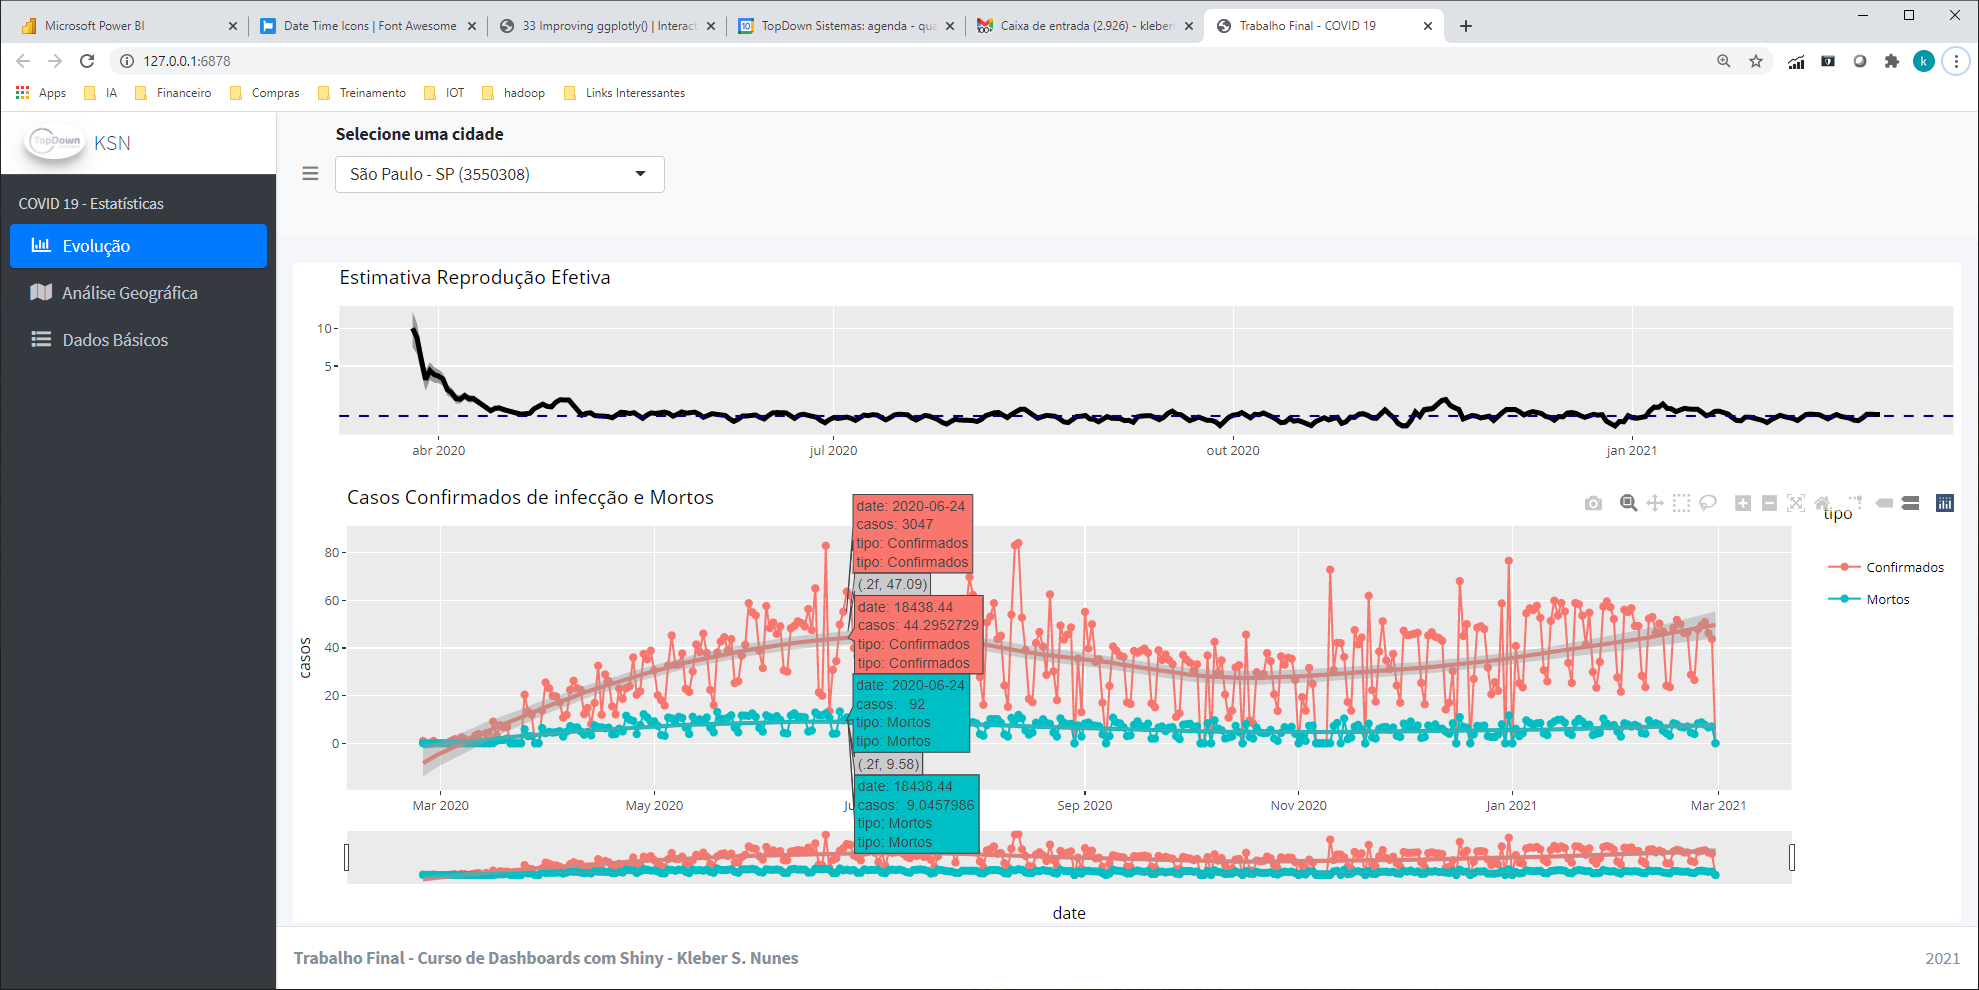 Microsoft Power BI
Date Time Icons | Font Awesome
33 Improving ggplotly() | Interact
TopDown Sistemas: agenda - qua
Caixa de entrada (2.926) - kleber
Trabalho Final - COVID 19
127.0.0.1:6878
k
Apps
IA
Financeiro
Compras
Treinamento
IOT
hadoop
Links Interessantes
TopDown
KSN
Selecione uma cidade
São Paulo - SP (3550308)
COVID 19 - Estatísticas
Evolução
Análise Geográfica
Dados Básicos
Estimativa Reprodução Efetiva
10
5
abr 2020
jul 2020
out 2020
jan 2021
Casos Confirmados de infecção e Mortos
tipo
Confirmados
Mortos
date: 2020-06-24
casos: 3047
tipo: Confirmados
tipo: Confirmados
(.2f, 47.09)
date: 18438.44
casos: 44.2952729
tipo: Confirmados
tipo: Confirmados
date: 2020-06-24
casos: 92
tipo: Mortos
tipo: Mortos
(.2f, 9.58)
date: 18438.44
casos: 9.0457986
tipo: Mortos
tipo: Mortos
casos
80
60
40
20
0
Mar 2020
May 2020
Ju
Sep 2020
Nov 2020
Jan 2021
Mar 2021
date
Trabalho Final - Curso de Dashboards com Shiny - Kleber S. Nunes
2021